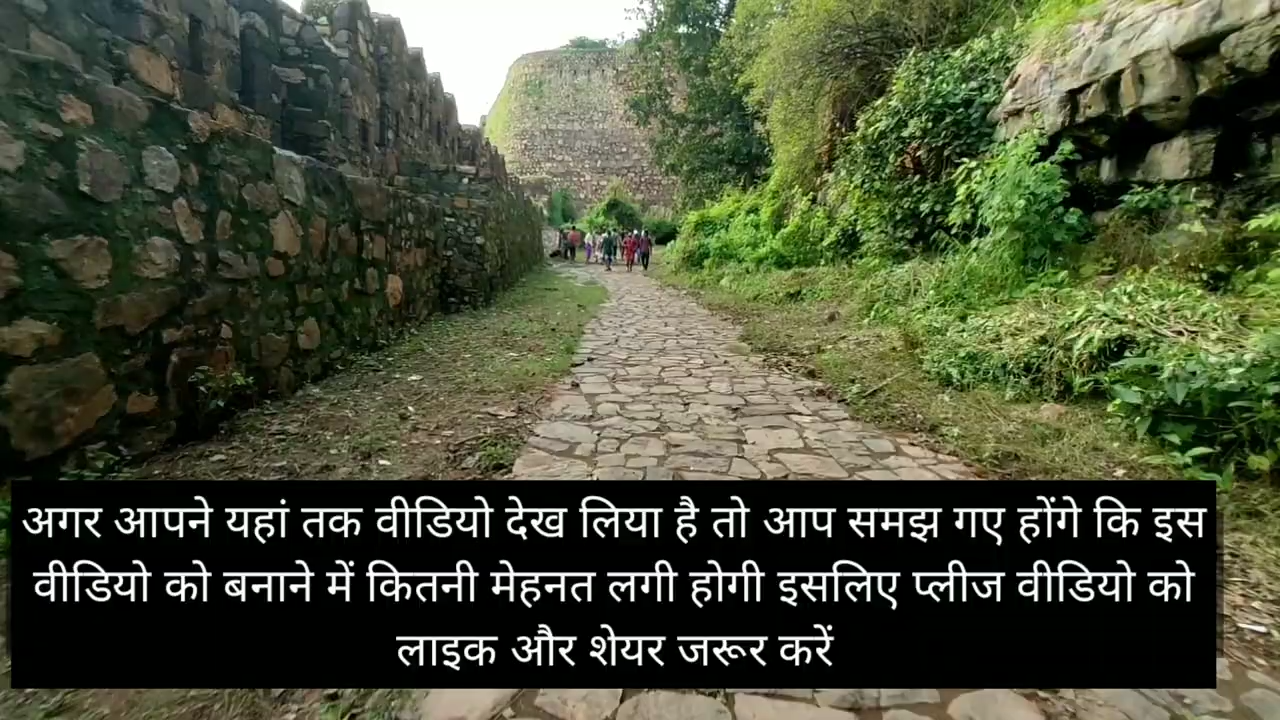 अगर आपने यहां तक वीडियो देख लिया है तो आप समझ गए होंगे कि इस
वीडियो को बनाने में कितनी मेहनत लगी होगी इसलिए प्लीज वीडियो को
लाइक और शेयर जरूर करें